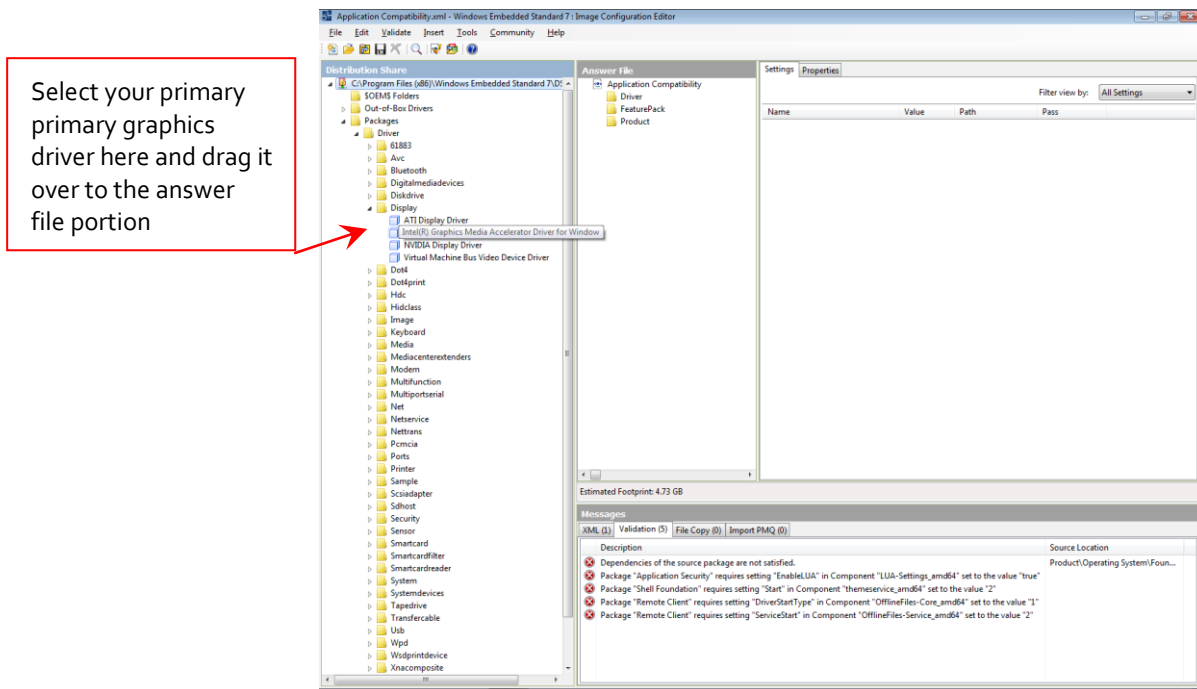 Select your primary
primary graphics
driver here and drag it
over to the answer
file portion
Application Compatibility.xml - Windows Embedded Standard 7 : Image Configuration Editor
File Edit Validate Insert Tools Community Help
Distribution Share
C:\Program Files (x86)\Windows Embedded Standard 7\DS
$OEM$ Folders
Out-of-Box Drivers
Packages
Driver
61883
Avc
Bluetooth
Digitalmediadevices
Diskdrive
Display
ATI Display Driver
Intel(R) Graphics Media Accelerator Driver for Window
NVIDIA Display Driver
Virtual Machine Bus Video Device Driver
Dot4
Dot4print
Hdc
Hidclass
Image
Keyboard
Media
Mediacenterextenders
Modem
Multifunction
Multiportserial
Net
Netservice
Nettrans
Pcmcia
Ports
Printer
Sample
Scsiadapter
Sdhost
Security
Sensor
Smartcard
Smartcardfilter
Smartcardreader
System
Systemdevices
Tapedrive
Transfercable
Usb
Wpd
Wsdprintdevice
Xnacomposite
Answer File
Application Compatibility
Driver
FeaturePack
Product
Settings Properties
Filter view by: All Settings
Name Value Path Pass
Estimated Footprint: 4.73 GB
Messages
XML (1) Validation (5) File Copy (0) Import PMQ (0)
Description Source Location
Dependencies of the source package are not satisfied. Product\Operating System\Foun...
Package "Application Security" requires setting "EnableLUA" in Component "LUA-Settings_amd64" set to the value "true"
Package "Shell Foundation" requires setting "Start" in Component "themeservice_amd64" set to the value "2"
Package "Remote Client" requires setting "DriverStartType" in Component "OfflineFiles-Core_amd64" set to the value "1"
Package "Remote Client" requires setting "ServiceStart" in Component "OfflineFiles-Service_amd64" set to the value "2"